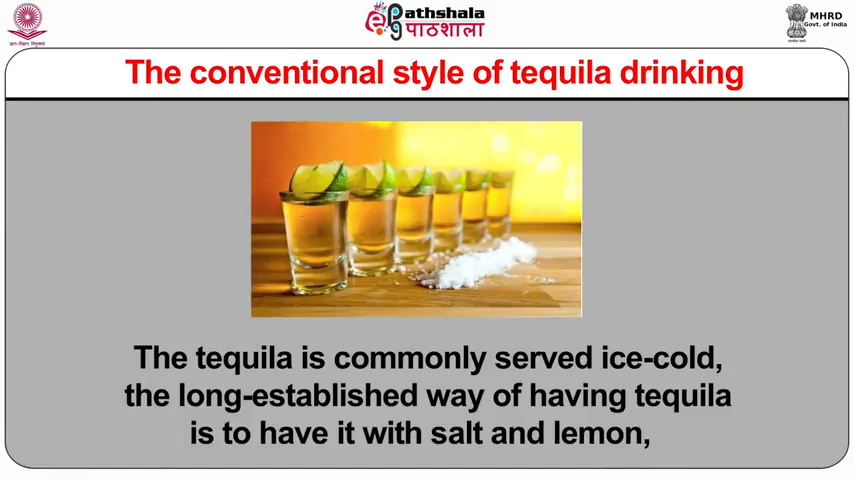 Pathshala
पाठशाला
MHRD
Govt. of India
The conventional style of tequila drinking
The tequila is commonly served ice-cold,
the long-established way of having tequila
is to have it with salt and lemon,